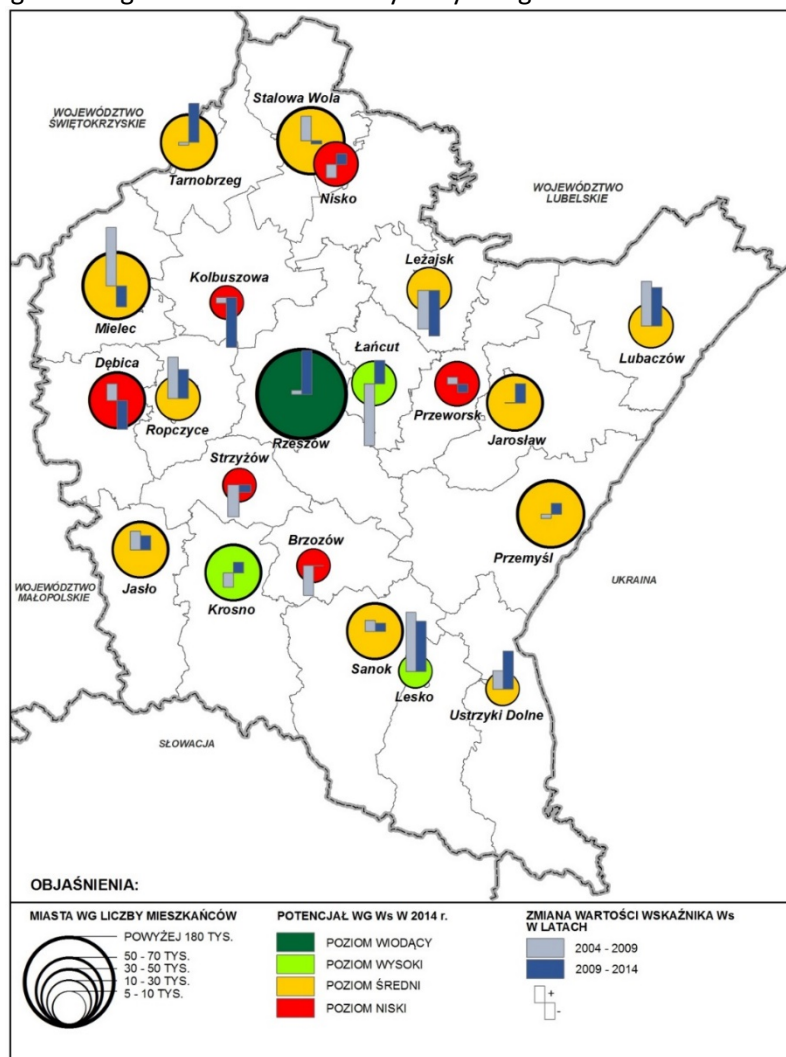 WOJEWÓDZTWO
ŚWIĘTOKRZYSKIE
Stalowa Wola
Tarnobrzeg
Nisko
WOJEWÓDZTWO
LUBELSKIE
Mielec
Kolbuszowa
Leżajsk
Lubaczów
Dębica
Ropczyce
Rzeszów
Łańcut
Przeworsk
Jarosław
Strzyżów
Przemyśl
Jasło
WOJEWÓDZTWO
MAŁOPOLSKIE
Krosno
Brzozów
UKRAINA
Sanok
Lesko
Ustrzyki Dolne
SŁOWACJA
OBJAŚNIENIA:
MIASTA WG LICZBY MIESZKAŃCÓW
POWYŻEJ 180 TYS.
50 - 70 TYS.
30 - 50 TYS.
10 - 30 TYS.
5 - 10 TYS.
POTENCJAŁ WG Ws W 2014 r.
POZIOM WIODĄCY
POZIOM WYSOKI
POZIOM ŚREDNI
POZIOM NISKI
ZMIANA WARTOŚCI WSKAŹNIKA Ws
W LATACH
2004 - 2009
2009 - 2014
+
-